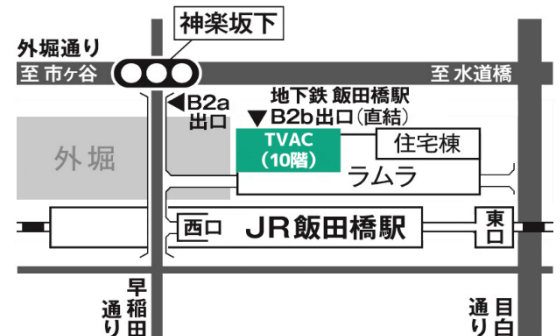 神楽坂下
外堀通り
至 市ヶ谷
至 水道橋
◀B2a
出口
地下鉄 飯田橋駅
▼B2b出口(直結)
TVAC
(10階)
住宅棟
外堀
ラムラ
西口
JR飯田橋駅
東口
早稲田通り
目白通り